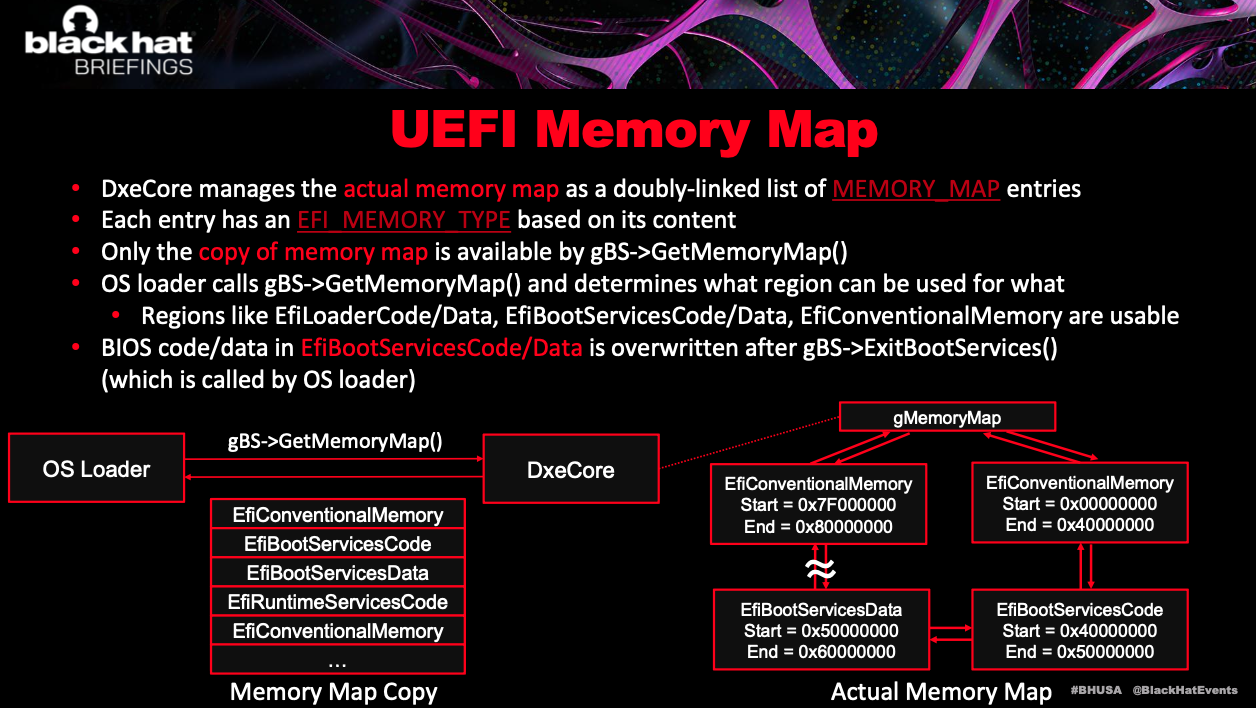 black hat
BRIEFINGS
UEFI Memory Map
• DxeCore manages the actual memory map as a doubly-linked list of MEMORY_MAP entries
• Each entry has an EFI_MEMORY_TYPE based on its content
• Only the copy of memory map is available by gBS->GetMemoryMap()
• OS loader calls gBS->GetMemoryMap() and determines what region can be used for what
• Regions like EfiLoaderCode/Data, EfiBootServicesCode/Data, EfiConventionalMemory are usable
• BIOS code/data in EfiBootServicesCode/Data is overwritten after gBS->ExitBootServices()
(which is called by OS loader)
OS Loader
gBS->GetMemoryMap()
DxeCore
EfiConventionalMemory
EfiBootServicesCode
EfiBootServicesData
EfiRuntimeServicesCode
EfiConventionalMemory
…
Memory Map Copy
gMemoryMap
EfiConventionalMemory
Start = 0x7F000000
End = 0x80000000
EfiConventionalMemory
Start = 0x00000000
End = 0x40000000
≈
EfiBootServicesData
Start = 0x50000000
End = 0x60000000
EfiBootServicesCode
Start = 0x40000000
End = 0x50000000
Actual Memory Map
#BHUSA @BlackHatEvents